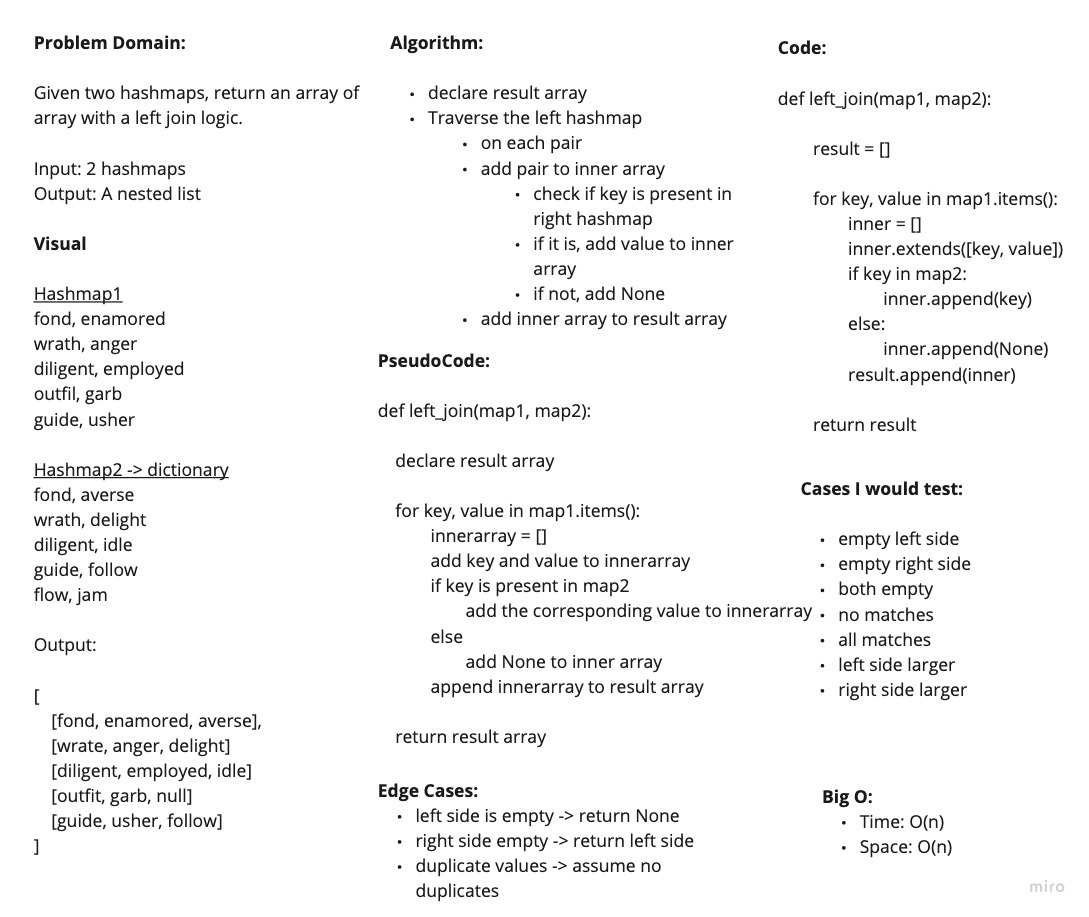 Problem Domain:
Given two hashmaps, return an array of
array with a left join logic.
Input: 2 hashmaps
Output: A nested list
Visual
Hashmap1
fond, enamored
wrath, anger
diligent, employed
outfil, garb
guide, usher
Hashmap2 -> dictionary
fond, averse
wrath, delight
diligent, idle
guide, follow
flow, jam
Output:
[
[fond, enamored, averse],
[wrate, anger, delight]
[diligent, employed, idle]
[outfit, garb, null]
[guide, usher, follow]
]
Algorithm:
• declare result array
• Traverse the left hashmap
• on each pair
• add pair to inner array
• check if key is present in
right hashmap
• if it is, add value to inner
array
• if not, add None
• add inner array to result array
PseudoCode:
def left_join(map1, map2):
declare result array
for key, value in map1.items():
innerarray = []
add key and value to innerarray
if key is present in map2
add the corresponding value to innerarray
else
add None to inner array
append innerarray to result array
return result array
Edge Cases:
• left side is empty -> return None
• right side empty -> return left side
• duplicate values -> assume no
duplicates
Code:
def left_join(map1, map2):
result = []
for key, value in map1.items():
inner = []
inner.extends([key, value])
if key in map2:
inner.append(key)
else:
inner.append(None)
result.append(inner)
return result
Cases I would test:
• empty left side
• empty right side
• both empty
• no matches
• all matches
• left side larger
• right side larger
Big O:
• Time: O(n)
• Space: O(n)
miro